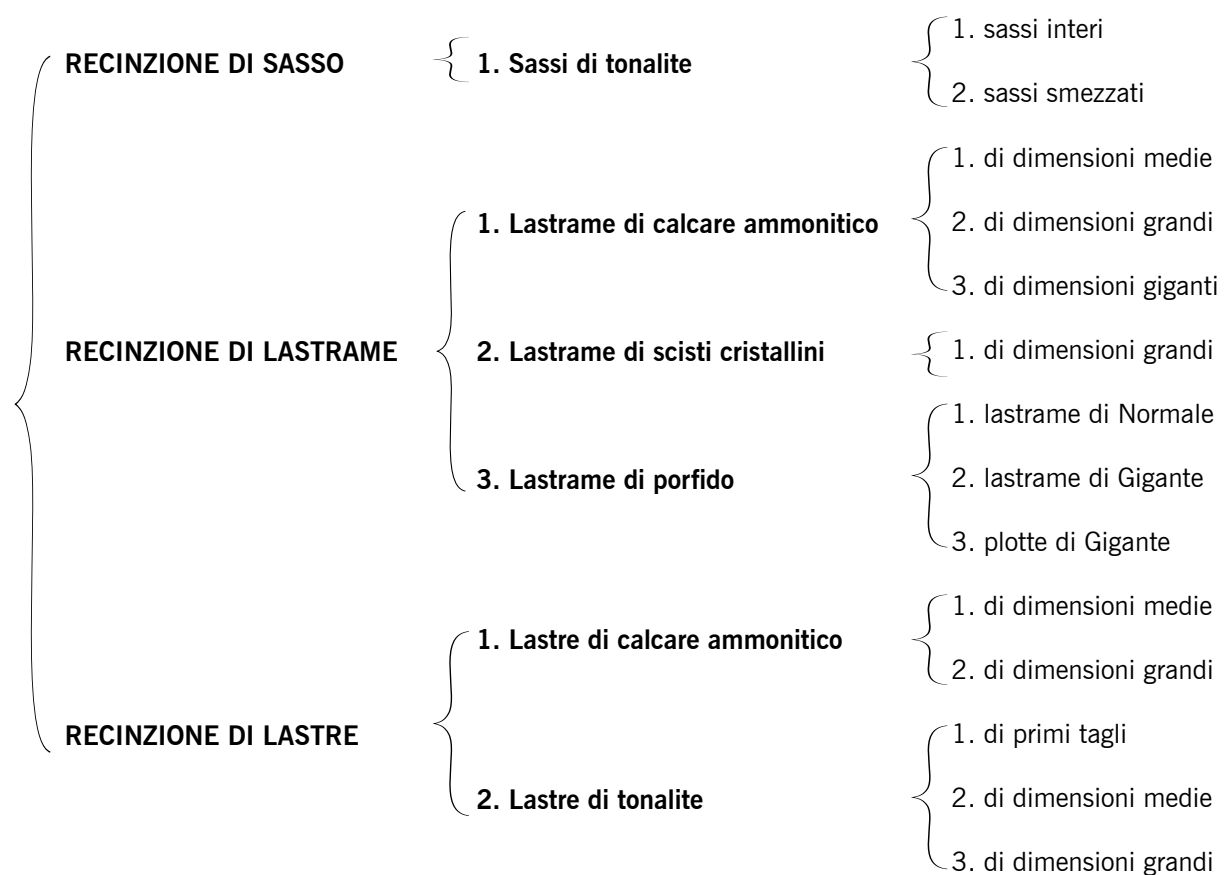 RECINZIONE DI SASSO
1. Sassi di tonalite
1. sassi interi
2. sassi smezzati
RECINZIONE DI LASTRAME
1. Lastrame di calcare ammonitico
1. di dimensioni medie
2. di dimensioni grandi
3. di dimensioni giganti
2. Lastrame di scisti cristallini
1. di dimensioni grandi
3. Lastrame di porfido
1. lastrame di Normale
2. lastrame di Gigante
3. plotte di Gigante
RECINZIONE DI LASTRE
1. Lastre di calcare ammonitico
1. di dimensioni medie
2. di dimensioni grandi
2. Lastre di tonalite
1. di primi tagli
2. di dimensioni medie
3. di dimensioni grandi